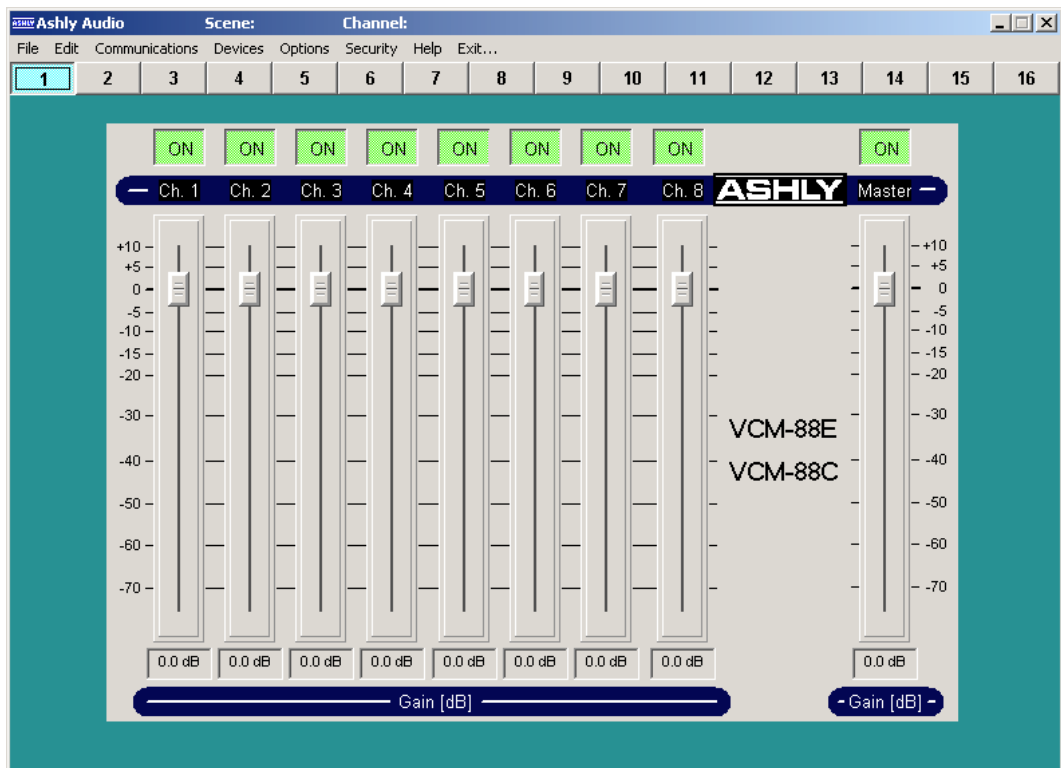 ASHLY Ashly Audio Scene: Channel:
File Edit Communications Devices Options Security Help Exit...
1 2 3 4 5 6 7 8 9 10 11 12 13 14 15 16
ON ON ON ON ON ON ON ON ON
Ch. 1 Ch. 2 Ch. 3 Ch. 4 Ch. 5 Ch. 6 Ch. 7 Ch. 8 ASHLY Master
+10 +10
+5 +5
0 0
-5 -5
-10 -10
-15 -15
-20 -20
-30 -30
VCM-88E
-40 -40
VCM-88C
-50 -50
-60 -60
-70 -70
0.0 dB 0.0 dB 0.0 dB 0.0 dB 0.0 dB 0.0 dB 0.0 dB 0.0 dB 0.0 dB
Gain [dB] Gain [dB]